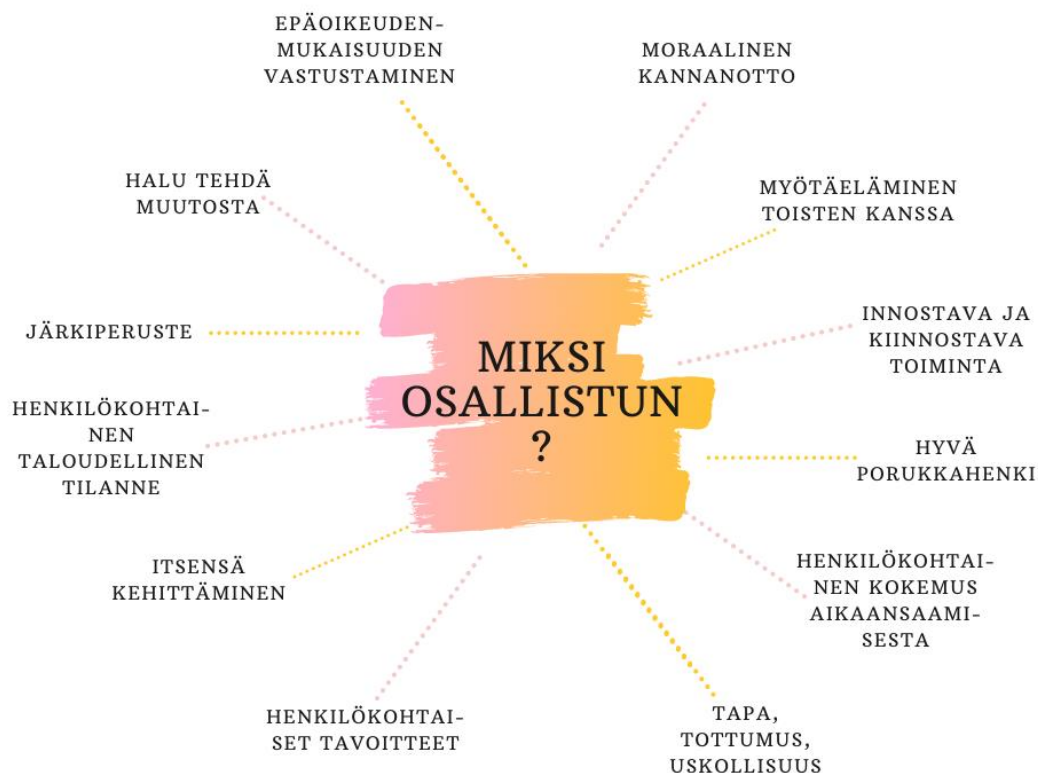 EPÄOIKEUDEN-
MUKAISUUDEN
VASTUSTAMINEN
MORAALINEN
KANNANOTTO
HALU TEHDÄ
MUUTOSTA
MYÖTÄELÄMINEN
TOISTEN KANSSA
JÄRKIPERUSTE
INNOSTAVA JA
KIINNOSTAVA
TOIMINTA
MIKSI
OSALLISTUN
?
HENKILÖKOHTAI-
NEN
TALOUDELLINEN
TILANNE
HYVÄ
PORUKKAHENKI
ITSENSÄ
KEHITTÄMINEN
HENKILÖKOHTAI-
NEN KOKEMUS
AIKAANSAAMI-
SESTA
HENKILÖKOHTAI-
SET TAVOITTEET
TAPA,
TOTTUMUS,
USKOLLISUUS